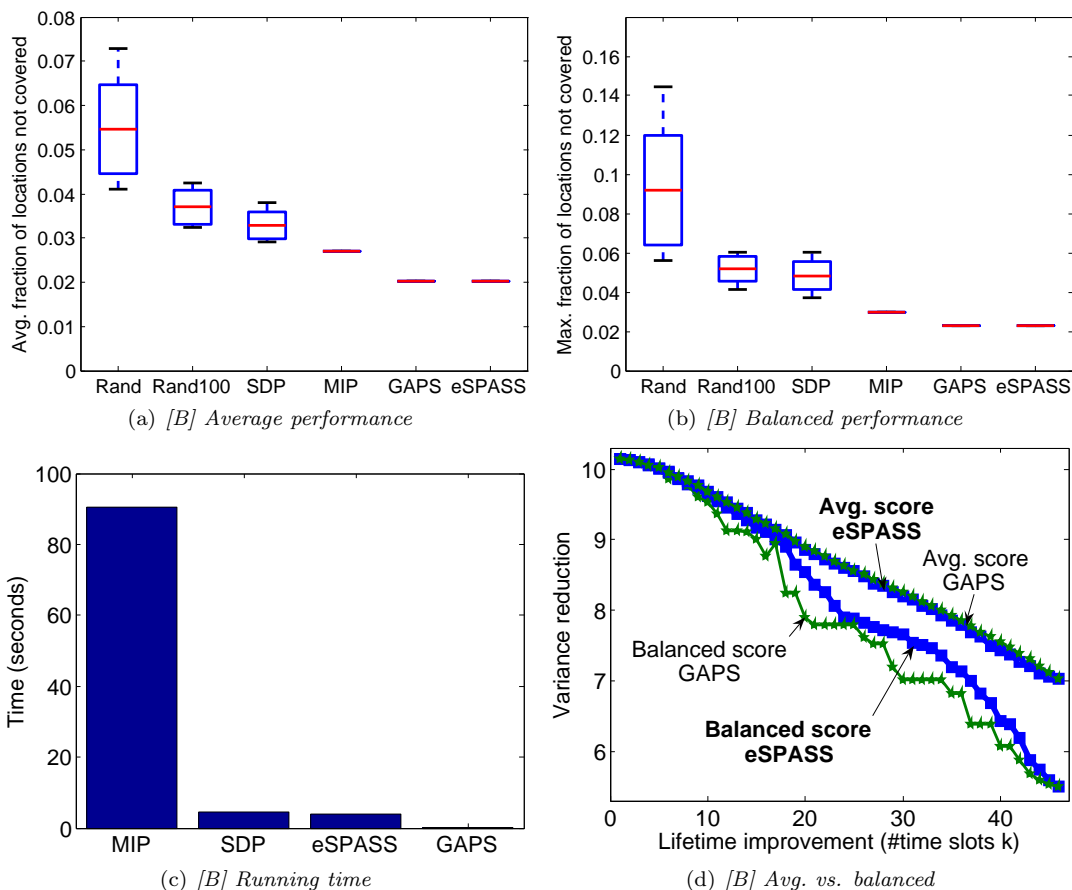 0.08
0.07
0.06
0.05
0.04
0.03
0.02
0.01
0
Avg. fraction of locations not covered
Rand Rand100 SDP MIP GAPS eSPASS
(a) [B] Average performance
0.16
0.14
0.12
0.1
0.08
0.06
0.04
0.02
0
Max. fraction of locations not covered
Rand Rand100 SDP MIP GAPS eSPASS
(b) [B] Balanced performance
100
80
60
40
20
0
Time (seconds)
MIP SDP eSPASS GAPS
(c) [B] Running time
10
9
8
7
6
Variance reduction
Avg. score
eSPASS
Avg. score
GAPS
Balanced score
GAPS
Balanced score
eSPASS
0 10 20 30 40
Lifetime improvement (#time slots k)
(d) [B] Avg. vs. balanced